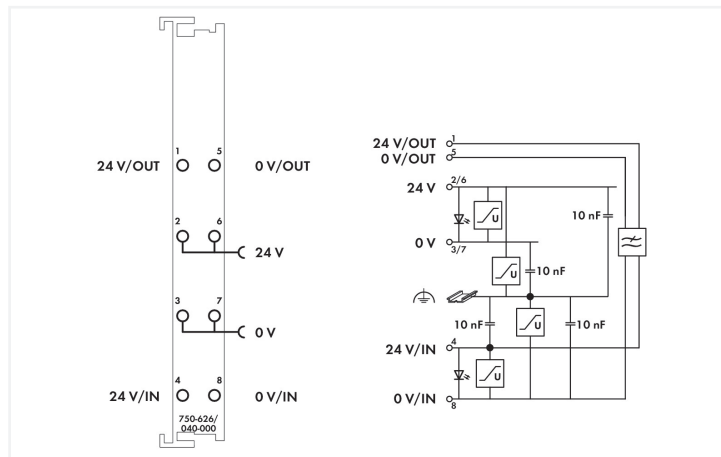 1
5
24 V/OUT
0 V/OUT
2
6
24 V
3
7
0 V
4
8
24 V/IN
0 V/IN
750-626/
040-000
24 V/OUT
1
0 V/OUT
5
24 V
2/6
U
10 nF
0 V
3/7
U
10 nF
10 nF
U
10 nF
24 V/IN
4
U
0 V/IN
8